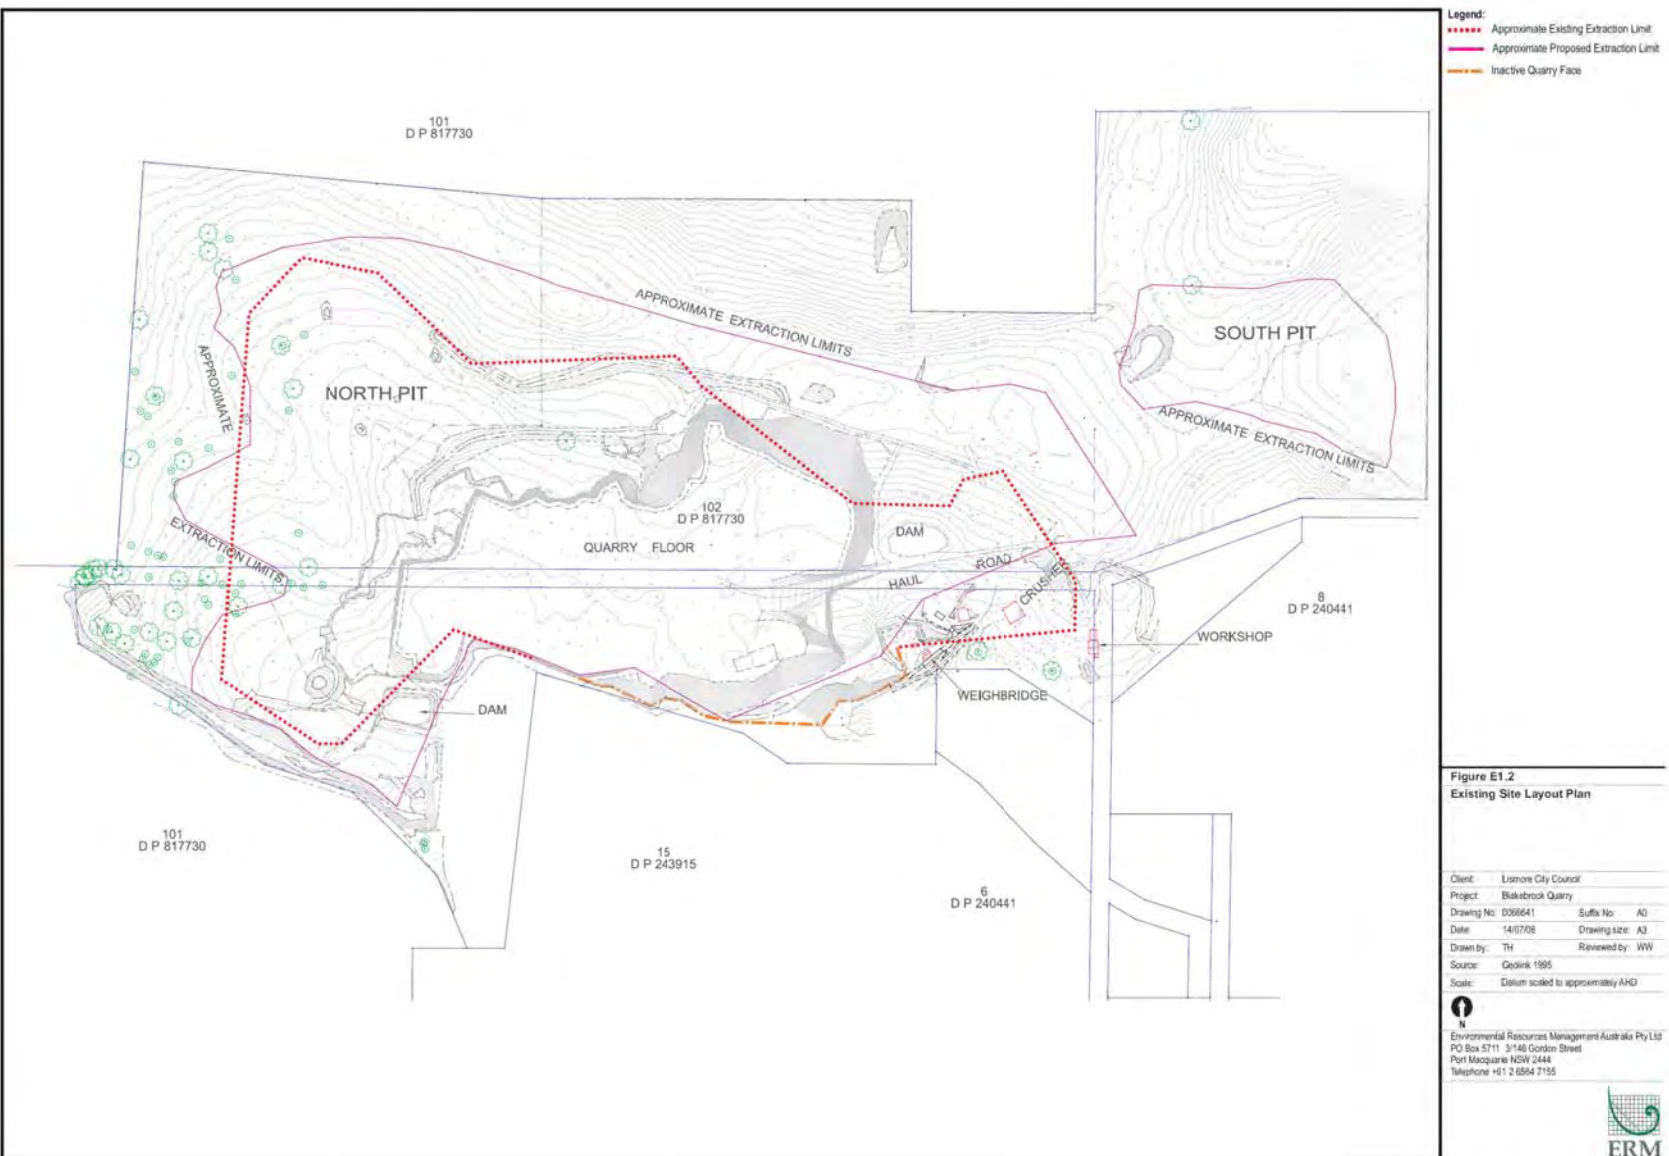 Legend:
Approximate Existing Extraction Limit
Approximate Proposed Extraction Limit
Inactive Quarry Face
101
D P 817730
APPROXIMATE EXTRACTION LIMITS
SOUTH PIT
APPROXIMATE
NORTH PIT
APPROXIMATE EXTRACTION LIMITS
102
D P 817730
EXTRACTION LIMITS
QUARRY FLOOR
DAM
HAUL ROAD
CRUSHER
8
D P 240441
WORKSHOP
WEIGHBRIDGE
DAM
101
D P 817730
15
D P 243915
6
D P 240441
Figure E1.2
Existing Site Layout Plan
Client: Lismore City Council
Project: Blakebrook Quarry
Drawing No: 0066641 Suffix No: A0
Date: 14/07/08 Drawing size: A3
Drawn by: TH Reviewed by: WW
Source: Geolink 1995
Scale: Datum scaled to approximately AHD
N
Environmental Resources Management Australia Pty Ltd
PO Box 5711 3/146 Gordon Street
Port Macquarie NSW 2444
Telephone +61 2 6584 7155
ERM